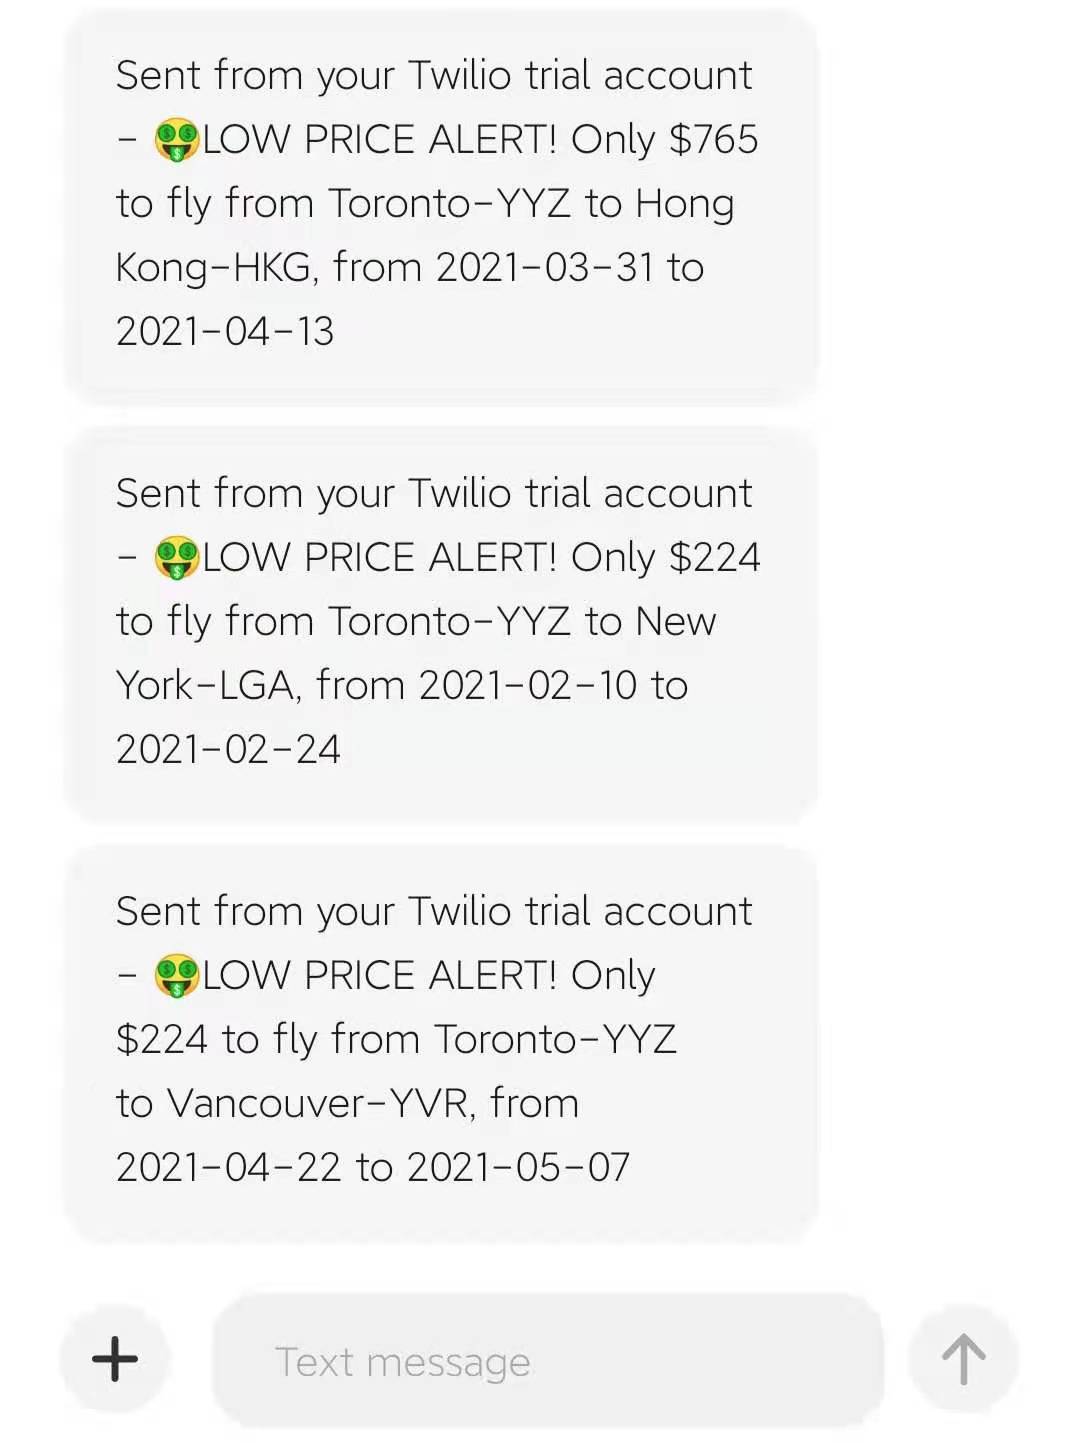 Sent from your Twilio trial account
- 🤑LOW PRICE ALERT! Only $765
to fly from Toronto-YYZ to Hong
Kong-HKG, from 2021-03-31 to
2021-04-13
Sent from your Twilio trial account
- 🤑LOW PRICE ALERT! Only $224
to fly from Toronto-YYZ to New
York-LGA, from 2021-02-10 to
2021-02-24
Sent from your Twilio trial account
- 🤑LOW PRICE ALERT! Only
$224 to fly from Toronto-YYZ
to Vancouver-YVR, from
2021-04-22 to 2021-05-07
Text message